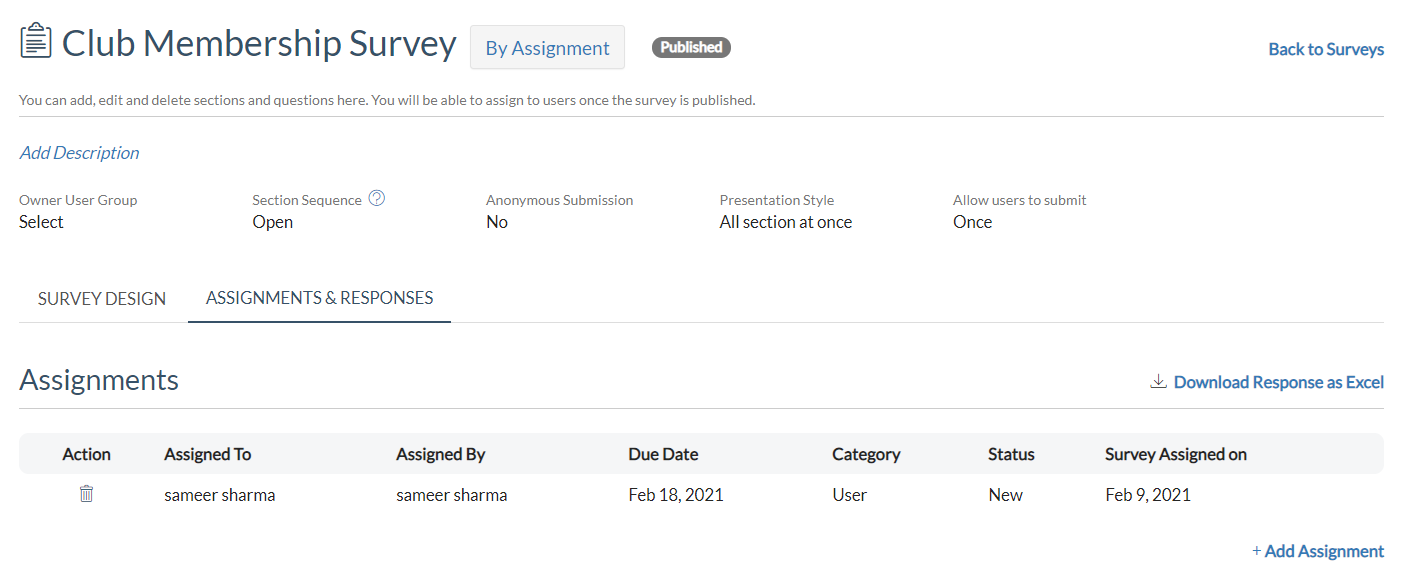 Club Membership Survey By Assignment Published Back to Surveys
You can add, edit and delete sections and questions here. You will be able to assign to users once the survey is published.
Add Description
Owner User Group Section Sequence ? Anonymous Submission Presentation Style Allow users to submit
Select Open No All section at once Once
SURVEY DESIGN ASSIGNMENTS & RESPONSES
Assignments Download Response as Excel
Action Assigned To Assigned By Due Date Category Status Survey Assigned on
sameer sharma sameer sharma Feb 18, 2021 User New Feb 9, 2021
+ Add Assignment